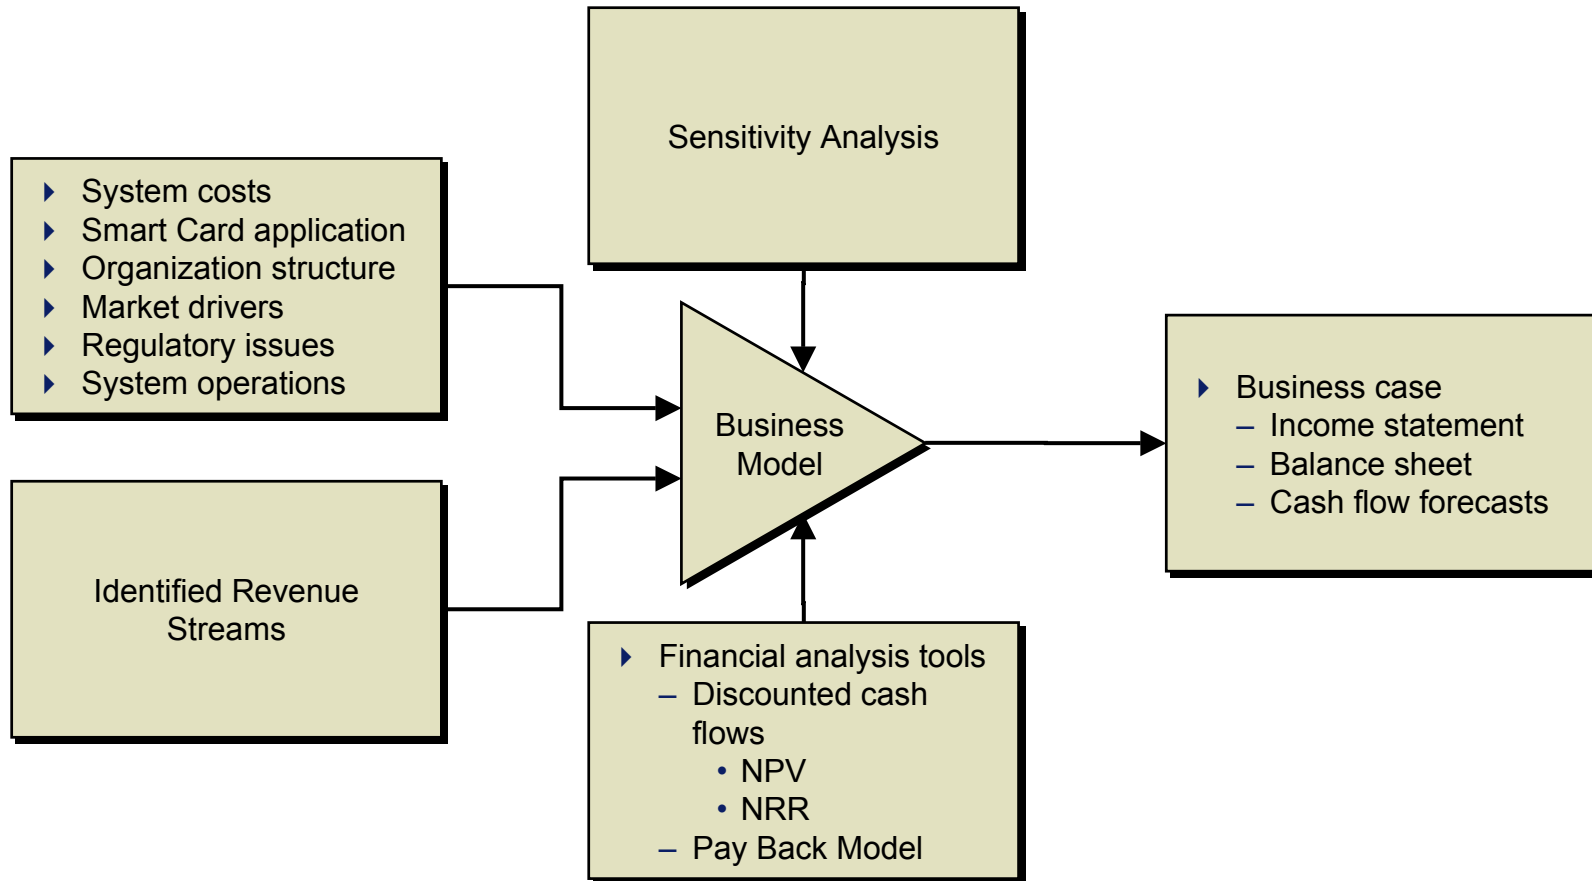 Sensitivity Analysis
System costs
Smart Card application
Organization structure
Market drivers
Regulatory issues
System operations
Business
Model
Business case
– Income statement
– Balance sheet
– Cash flow forecasts
Identified Revenue
Streams
Financial analysis tools
– Discounted cash
flows
• NPV
• NRR
– Pay Back Model